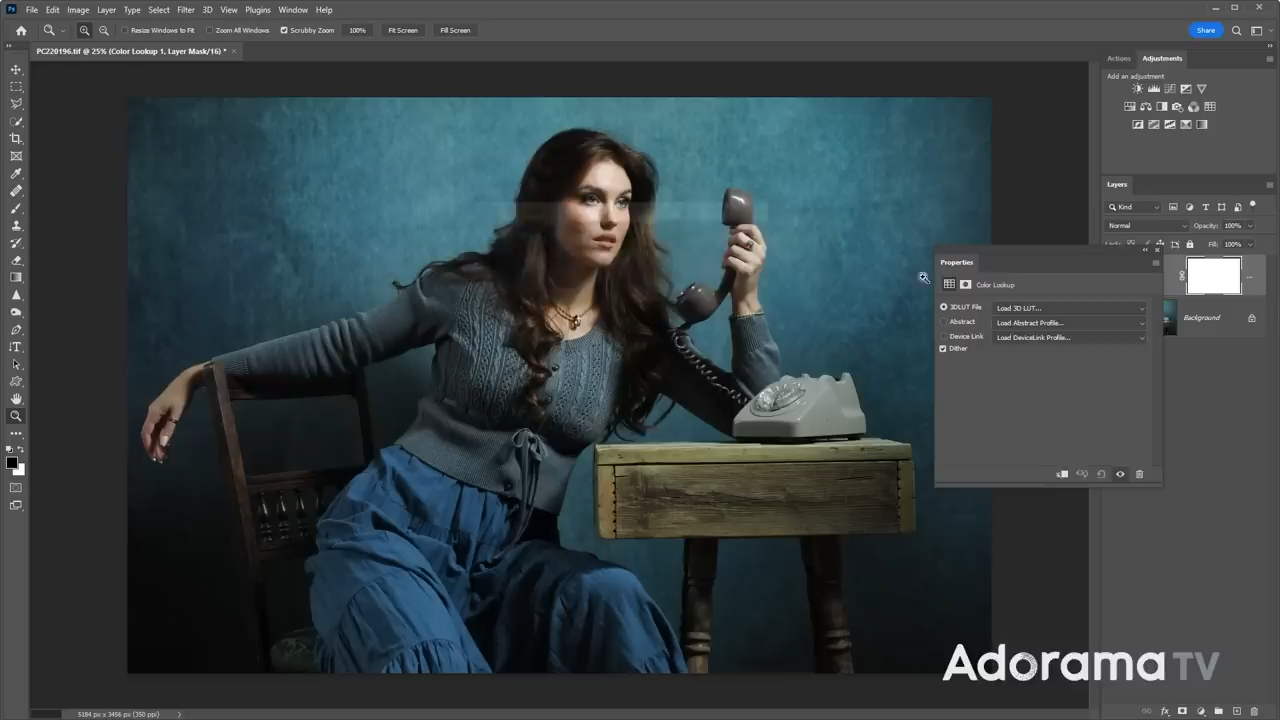 Ps File Edit Image Layer Type Select Filter 3D View Plugins Window Help
Resize Windows to Fit Zoom All Windows Scrubby Zoom 100% Fit Screen Fill Screen Share
PC220196.tif @ 25% (Color Lookup 1, Layer Mask/16) * ×
Actions Adjustments
Add an adjustment
Layers
Kind
Normal Opacity: 100%
Fill: 100%
Properties
Color Lookup
3DLUT File Load 3D LUT...
Abstract Load Abstract Profile...
Device Link Load DeviceLink Profile...
Dither
Background
Adorama TV
5184 px x 3456 px (350 ppi)